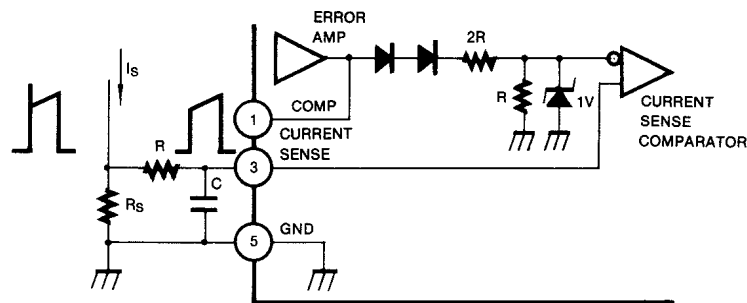 ERROR
AMP
2R
Is
COMP
1
CURRENT
SENSE
R
1V
CURRENT
SENSE
COMPARATOR
R
3
C
Rs
GND
5